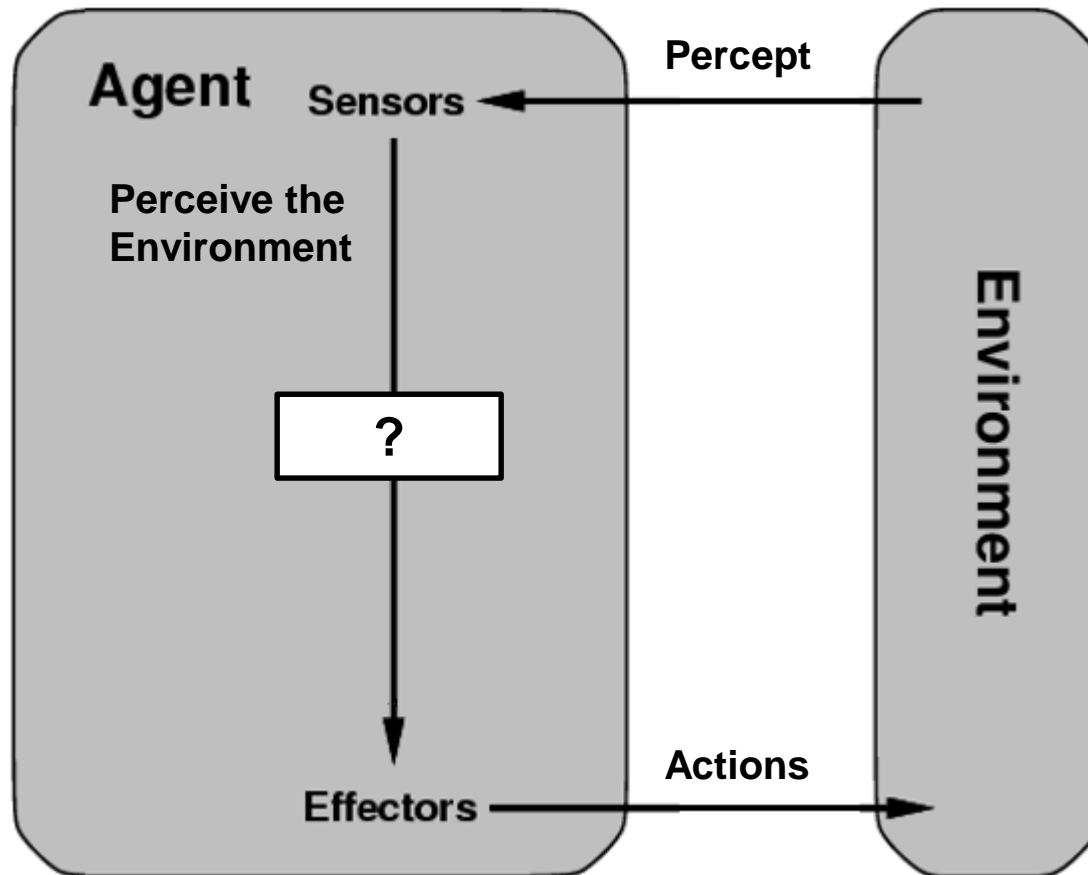 Agent
Sensors
Percept
Perceive the
Environment
?
Environment
Effectors
Actions